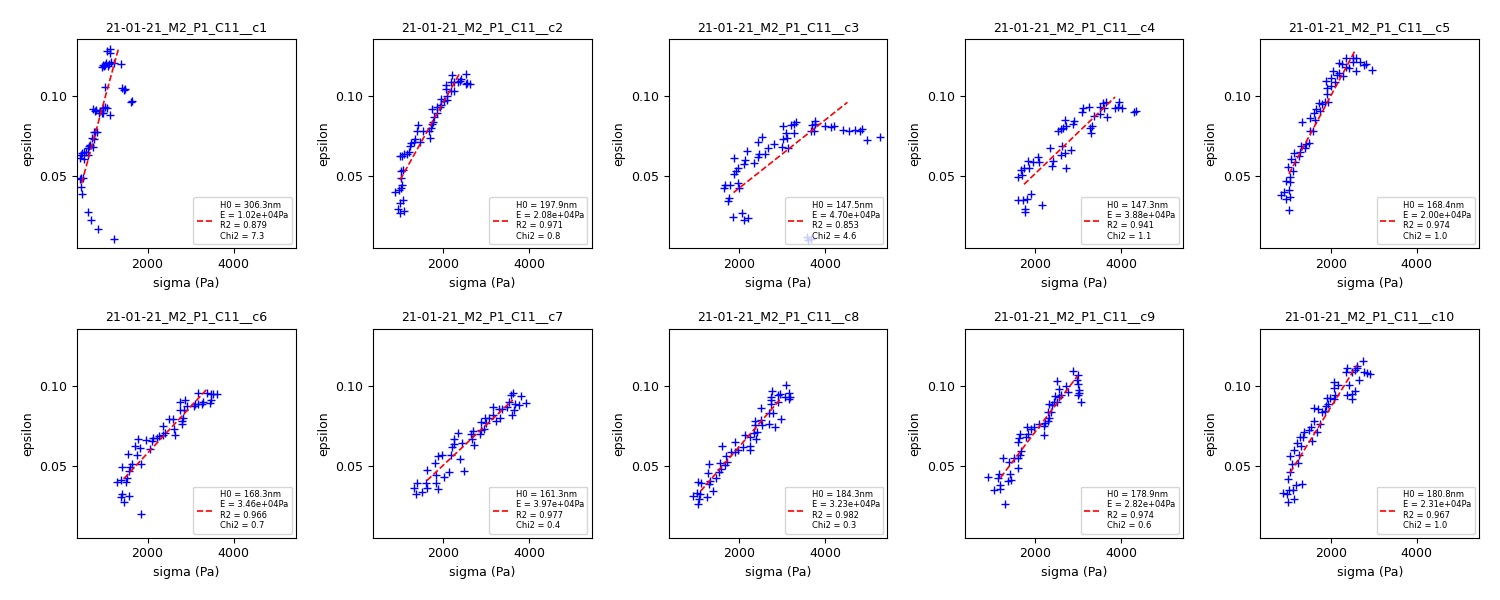 21-01-21_M2_P1_C11__c1
21-01-21_M2_P1_C11__c2
21-01-21_M2_P1_C11__c3
21-01-21_M2_P1_C11__c4
21-01-21_M2_P1_C11__c5
epsilon
0.10
0.05
H0 = 306.3nm
E = 1.02e+04Pa
R2 = 0.879
Chi2 = 7.3
2000
4000
sigma (Pa)
epsilon
0.10
0.05
H0 = 197.9nm
E = 2.08e+04Pa
R2 = 0.971
Chi2 = 0.8
2000
4000
sigma (Pa)
epsilon
0.10
0.05
H0 = 147.5nm
E = 4.70e+04Pa
R2 = 0.853
Chi2 = 4.6
2000
4000
sigma (Pa)
epsilon
0.10
0.05
H0 = 147.3nm
E = 3.88e+04Pa
R2 = 0.941
Chi2 = 1.1
2000
4000
sigma (Pa)
epsilon
0.10
0.05
H0 = 168.4nm
E = 2.00e+04Pa
R2 = 0.974
Chi2 = 1.0
2000
4000
sigma (Pa)
21-01-21_M2_P1_C11__c6
21-01-21_M2_P1_C11__c7
21-01-21_M2_P1_C11__c8
21-01-21_M2_P1_C11__c9
21-01-21_M2_P1_C11__c10
epsilon
0.10
0.05
H0 = 168.3nm
E = 3.46e+04Pa
R2 = 0.966
Chi2 = 0.7
2000
4000
sigma (Pa)
epsilon
0.10
0.05
H0 = 161.3nm
E = 3.97e+04Pa
R2 = 0.977
Chi2 = 0.4
2000
4000
sigma (Pa)
epsilon
0.10
0.05
H0 = 184.3nm
E = 3.23e+04Pa
R2 = 0.982
Chi2 = 0.3
2000
4000
sigma (Pa)
epsilon
0.10
0.05
H0 = 178.9nm
E = 2.82e+04Pa
R2 = 0.974
Chi2 = 0.6
2000
4000
sigma (Pa)
epsilon
0.10
0.05
H0 = 180.8nm
E = 2.31e+04Pa
R2 = 0.967
Chi2 = 1.0
2000
4000
sigma (Pa)